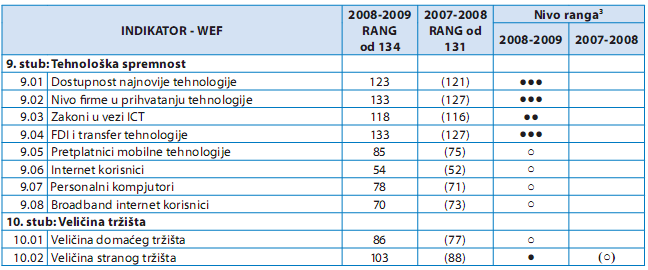 INDIKATOR - WEF 2008-2009 RANG od 134 2007-2008 RANG od 131 Nivo ranga³
2008-2009 2007-2008
9. stub: Tehnološka spremnost
9.01 Dostupnost najnovije tehnologije 123 (121) ●●●
9.02 Nivo firme u prihvatanju tehnologije 133 (127) ●●●
9.03 Zakoni u vezi ICT 118 (116) ●●
9.04 FDI i transfer tehnologije 133 (127) ●●●
9.05 Pretplatnici mobilne tehnologije 85 (75) ○
9.06 Internet korisnici 54 (52) ○
9.07 Personalni kompjutori 78 (71) ○
9.08 Broadband internet korisnici 70 (73) ○
10. stub: Veličina tržišta
10.01 Veličina domaćeg tržišta 86 (77) ○
10.02 Veličina stranog tržišta 103 (88) ● (○)